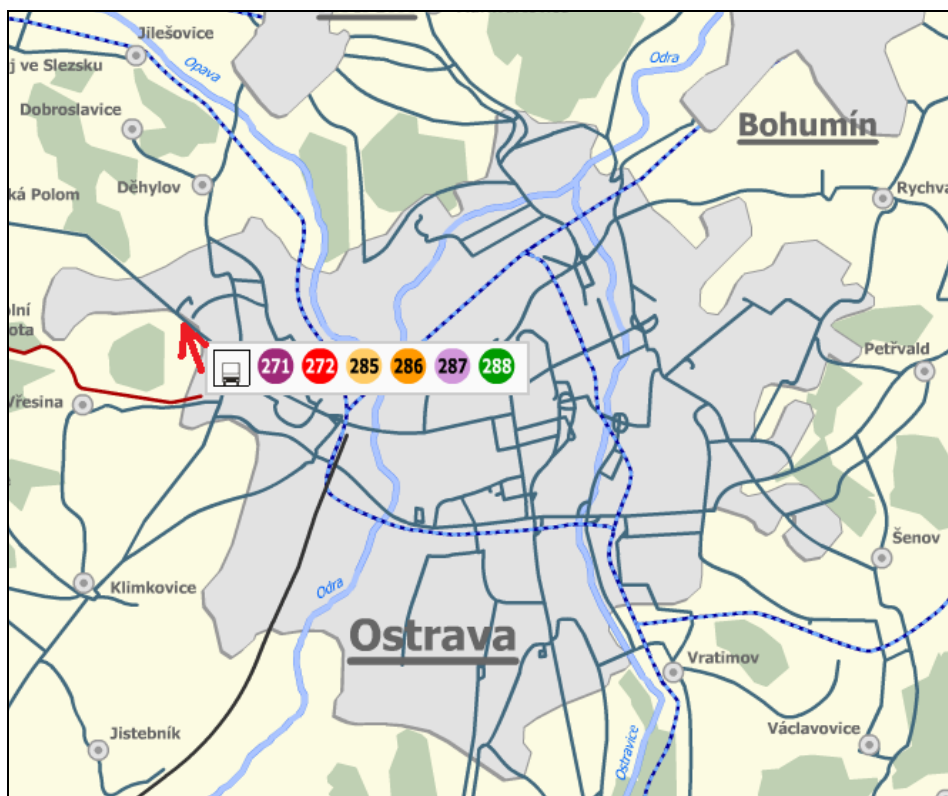 Jilešovice
j ve Slezsku
Opava
Odra
Dobroslavice
Bohumín
Děhylov
ká Polom
Rychva
olní
ota
271 272 285 286 287 288
Petřvald
Vřesina
Šenov
Klimkovice
Odra
Ostrava
Vratimov
Jistebník
Ostravice
Václavovice